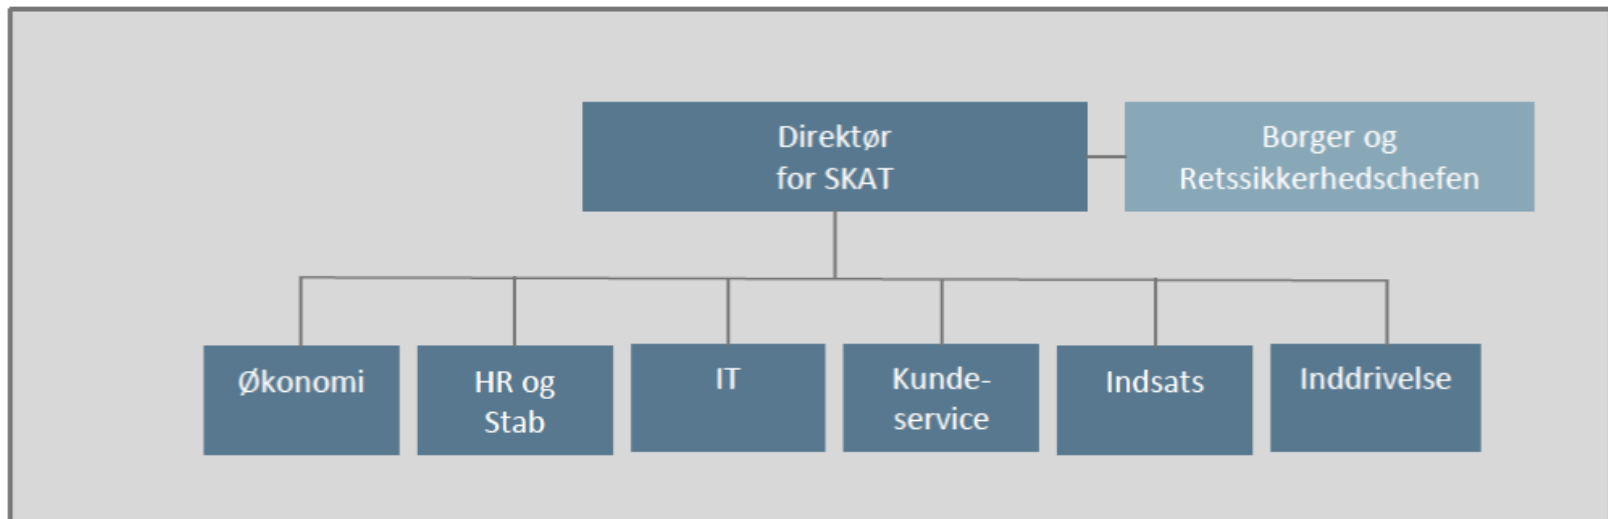 Direktør
for SKAT
Borger og
Retssikkerhedschefen
Økonomi
HR og
Stab
IT
Kunde-
service
Indsats
Inddrivelse